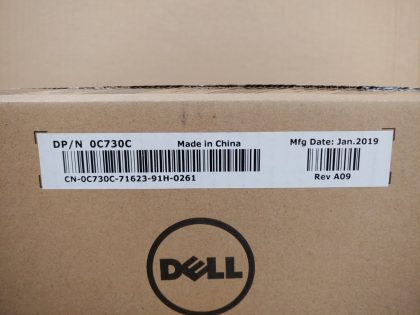 DP/N 0C730C Made in China Mfg Date: Jan.2019
CN-0C730C-71623-91H-0261 Rev A09
DELL